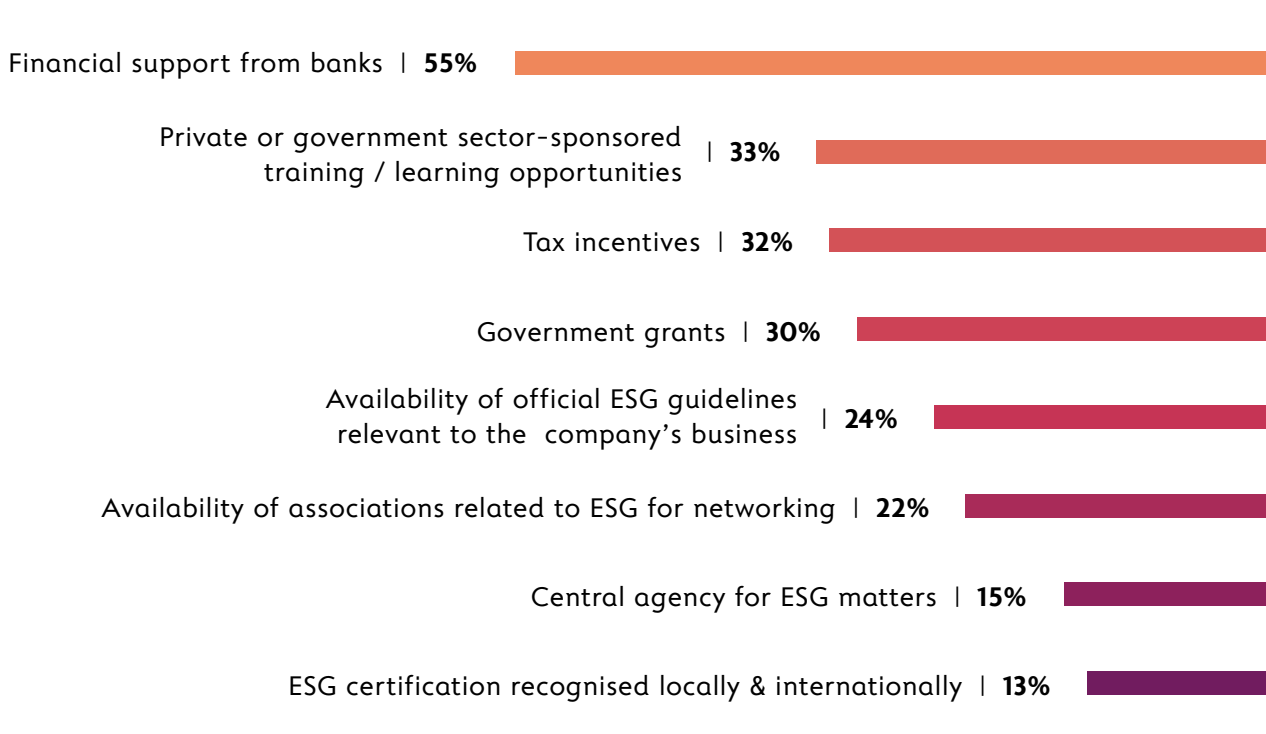 Financial support from banks | 55%
Private or government sector-sponsored
training / learning opportunities | 33%
Tax incentives | 32%
Government grants | 30%
Availability of official ESG guidelines
relevant to the company’s business | 24%
Availability of associations related to ESG for networking | 22%
Central agency for ESG matters | 15%
ESG certification recognised locally & internationally | 13%